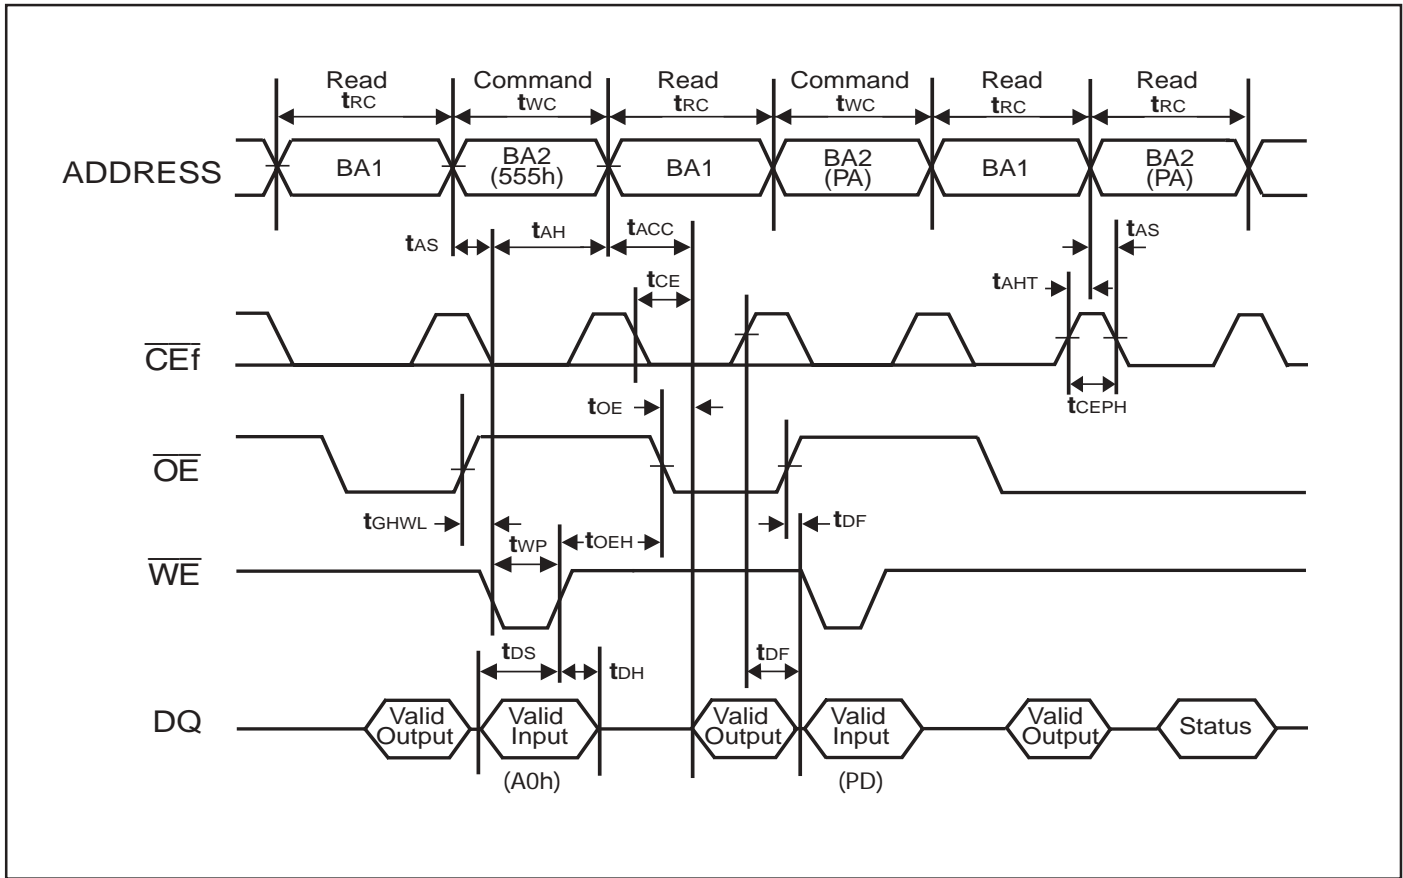 Read Command Read Command Read Read
tRC tWC tRC tWC tRC tRC
ADDRESS BA1 BA2 (555h) BA1 BA2 (PA) BA1 BA2 (PA)
tAS tAH tACC tAS
tCE tAHT
CEf
tOE tCEPH
OE
tGHWL tWP tOEH tDF
WE
tDS tDH tDF
DQ Valid Output Valid Input Valid Output Valid Input Valid Output Status
(A0h) (PD)